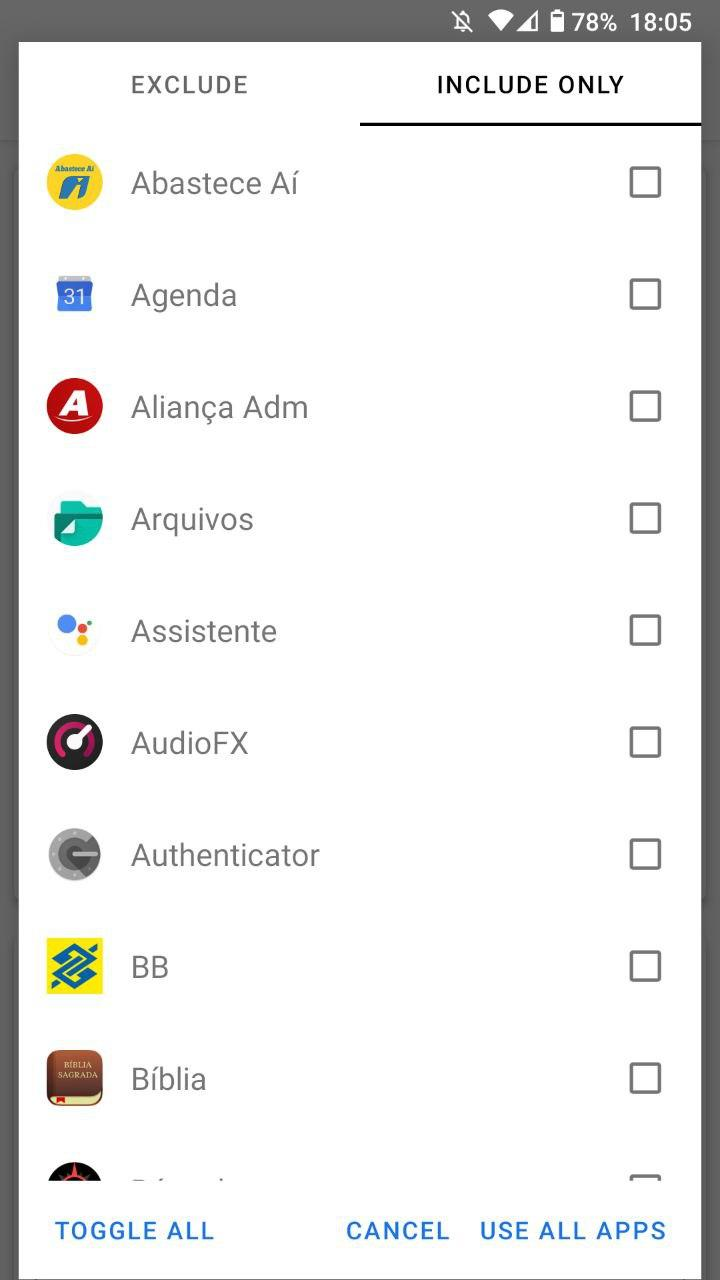 78% 18:05
EXCLUDE
INCLUDE ONLY
Abastece Aí
Abastece Aí
31
Agenda
A
Aliança Adm
Arquivos
Assistente
AudioFX
Authenticator
BB
BÍBLIA
SAGRADA
Bíblia
TOGGLE ALL
CANCEL
USE ALL APPS